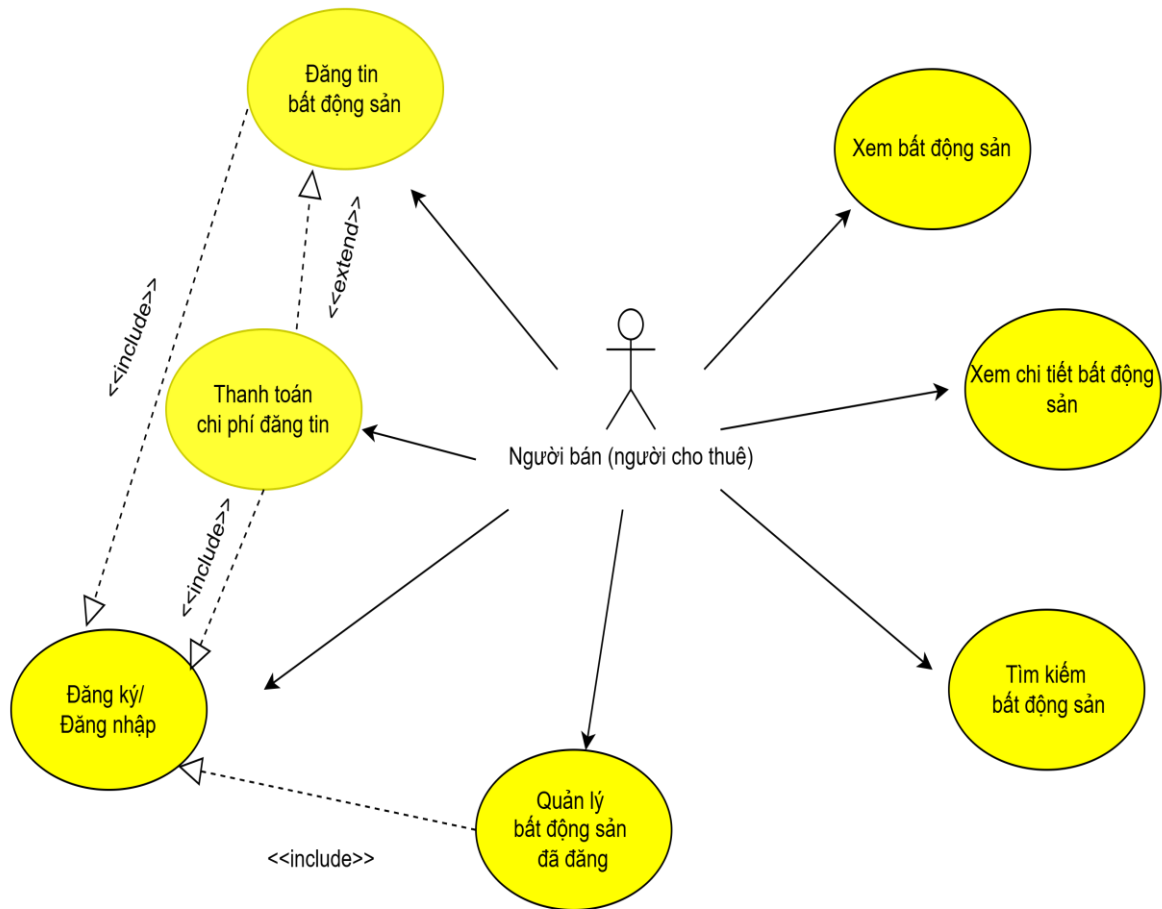 Đăng tin
bất động sản
Xem bất động sản
<<extend>>
<<include>>
Thanh toán
chi phí đăng tin
Xem chi tiết bất động
sản
Người bán (người cho thuê)
<<include>>
Đăng ký/
Đăng nhập
Tìm kiếm
bất động sản
Quản lý
bất động sản
đã đăng
<<include>>